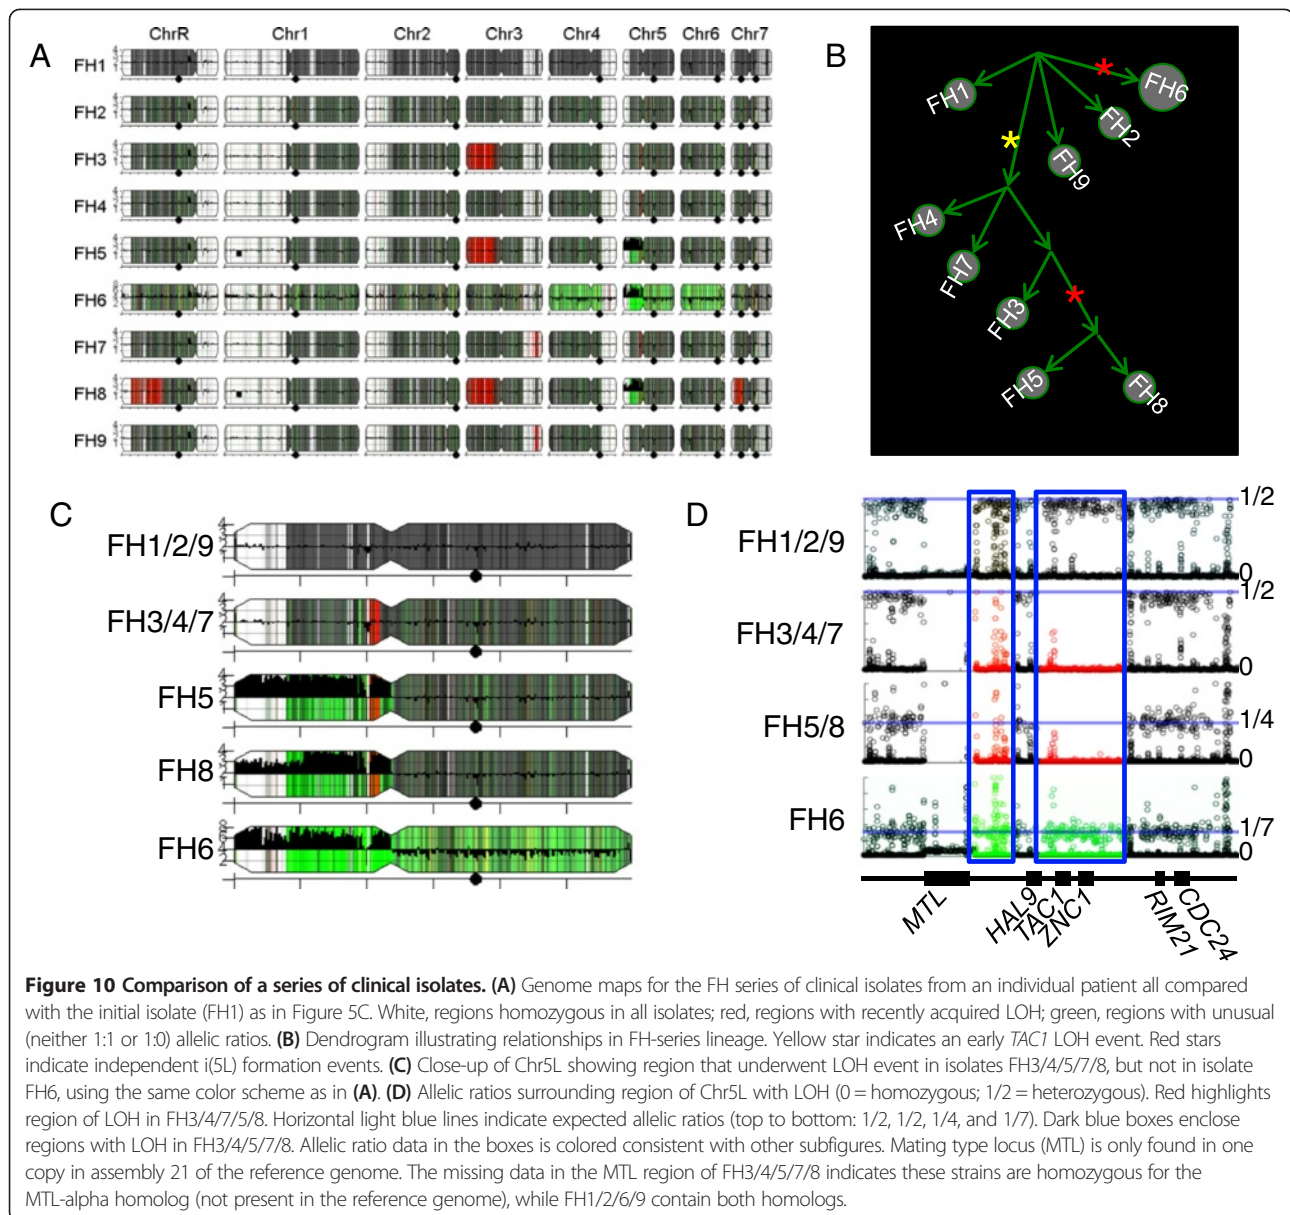 A
ChrR Chr1 Chr2 Chr3 Chr4 Chr5 Chr6 Chr7
FH1
FH2
FH3
FH4
FH5
FH6
FH7
FH8
FH9
B
FH1
FH6
FH2
FH9
FH4
FH7
FH3
FH5
FH8
C
FH1/2/9
FH3/4/7
FH5
FH8
FH6
D
FH1/2/9
1/2
0
FH3/4/7
1/2
0
FH5/8
1/4
0
FH6
1/7
0
MTL
HAL9
TAC1
ZNC1
RIM21
CDC24
Figure 10 Comparison of a series of clinical isolates. (A) Genome maps for the FH series of clinical isolates from an individual patient all compared
with the initial isolate (FH1) as in Figure 5C. White, regions homozygous in all isolates; red, regions with recently acquired LOH; green, regions with unusual
(neither 1:1 or 1:0) allelic ratios. (B) Dendrogram illustrating relationships in FH-series lineage. Yellow star indicates an early TAC1 LOH event. Red stars
indicate independent i(5L) formation events. (C) Close-up of Chr5L showing region that underwent LOH event in isolates FH3/4/5/7/8, but not in isolate
FH6, using the same color scheme as in (A). (D) Allelic ratios surrounding region of Chr5L with LOH (0 = homozygous; 1/2 = heterozygous). Red highlights
region of LOH in FH3/4/7/5/8. Horizontal light blue lines indicate expected allelic ratios (top to bottom: 1/2, 1/2, 1/4, and 1/7). Dark blue boxes enclose
regions with LOH in FH3/4/5/7/8. Allelic ratio data in the boxes is colored consistent with other subfigures. Mating type locus (MTL) is only found in one
copy in assembly 21 of the reference genome. The missing data in the MTL region of FH3/4/5/7/8 indicates these strains are homozygous for the
MTL-alpha homolog (not present in the reference genome), while FH1/2/6/9 contain both homologs.